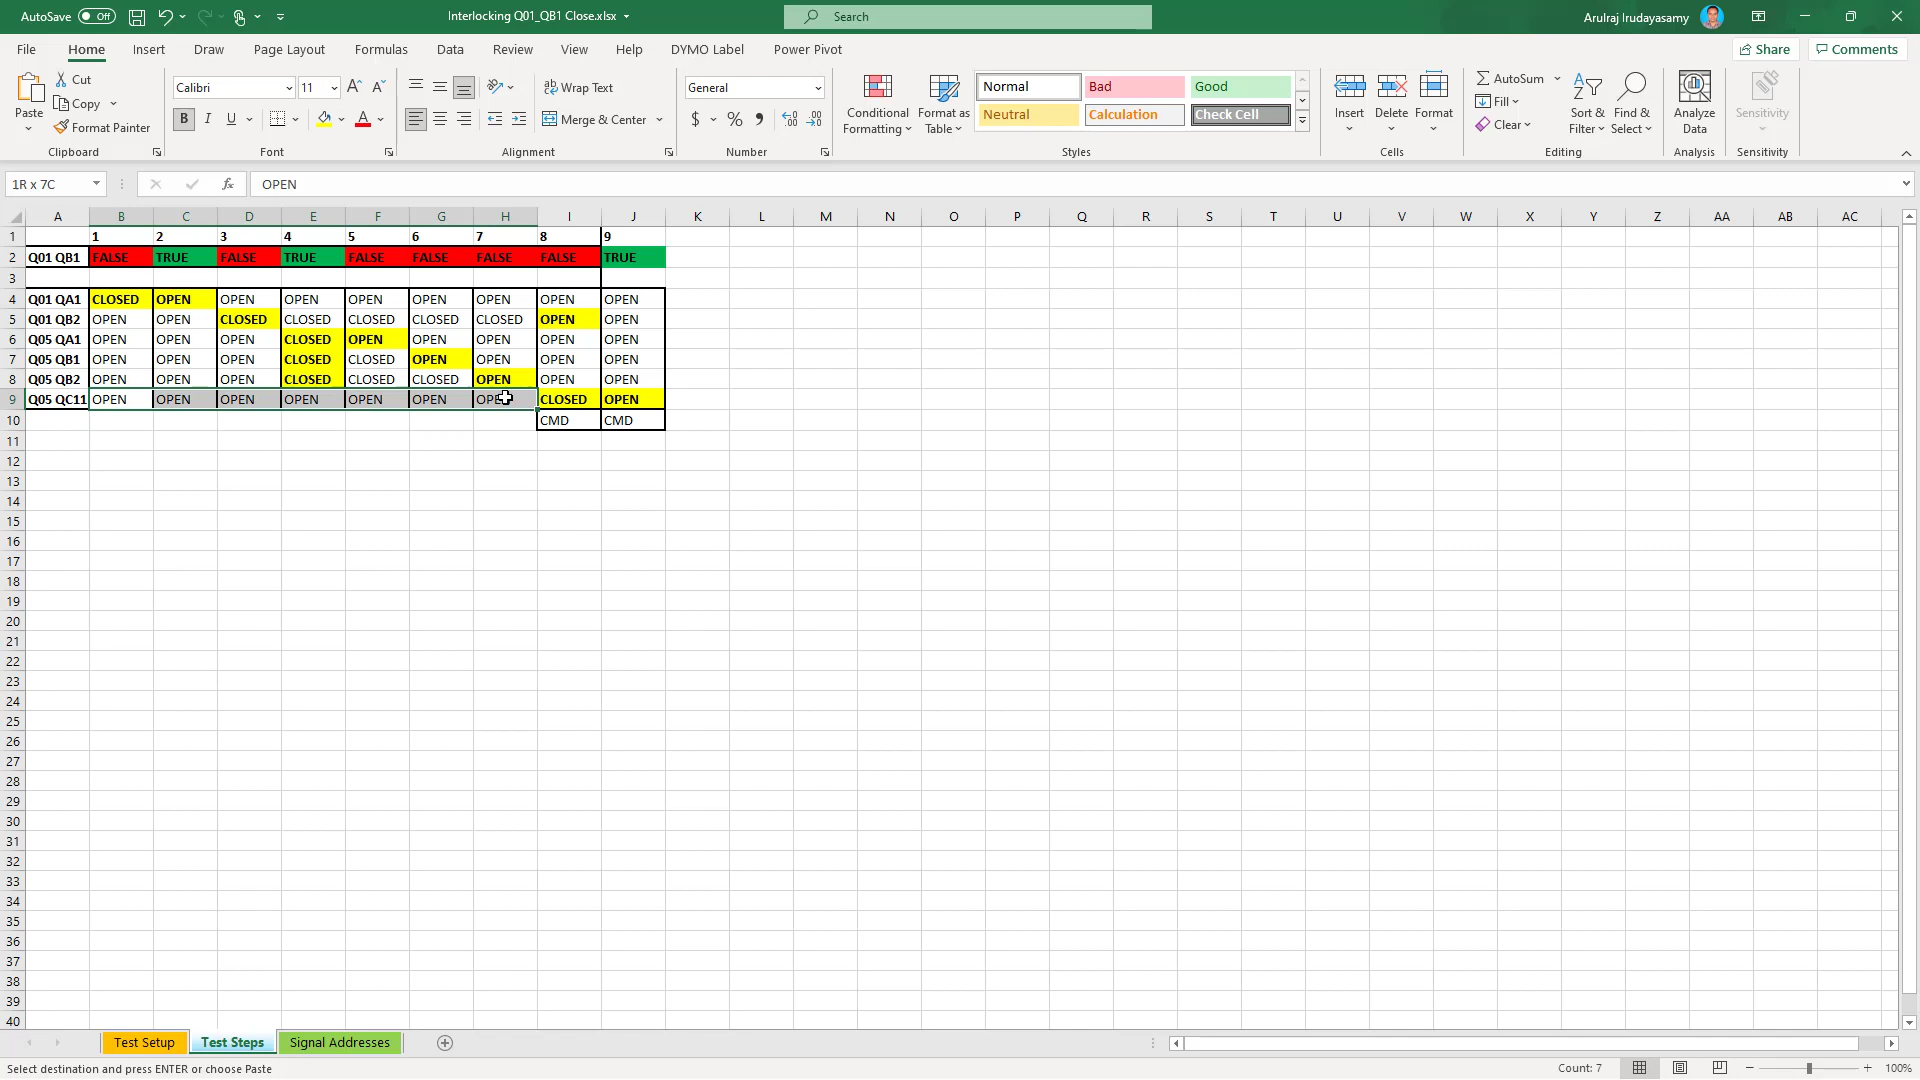 AutoSave Off Interlocking Q01_QB1 Close.xlsx Search Arulraj Irudayasamy
File Home Insert Draw Page Layout Formulas Data Review View Help DYMO Label Power Pivot Share Comments
Paste
Cut
Copy
Format Painter
Clipboard
Calibri 11
B I U
Font
Wrap Text
Merge & Center
Alignment
General
$ % 9
Number
Conditional Formatting
Format as Table
Normal Bad Good
Neutral Calculation Check Cell
Styles
Insert Delete Format
Cells
AutoSum
Fill
Clear
Sort & Filter
Find & Select
Editing
Analyze Data
Analysis
Sensitivity
Sensitivity
1R x 7C fx OPEN
A B C D E F G H I J K L M N O P Q R S T U V W X Y Z AA AB AC
1 1 2 3 4 5 6 7 8 9
2 Q01 QB1 FALSE TRUE FALSE TRUE FALSE FALSE FALSE FALSE TRUE
3
4 Q01 QA1 CLOSED OPEN OPEN OPEN OPEN OPEN OPEN OPEN OPEN
5 Q01 QB2 OPEN OPEN CLOSED CLOSED CLOSED CLOSED CLOSED OPEN OPEN
6 Q05 QA1 OPEN OPEN OPEN CLOSED OPEN OPEN OPEN OPEN OPEN
7 Q05 QB1 OPEN OPEN OPEN CLOSED CLOSED OPEN OPEN OPEN OPEN
8 Q05 QB2 OPEN OPEN OPEN CLOSED CLOSED CLOSED OPEN OPEN OPEN
9 Q05 QC11 OPEN OPEN OPEN OPEN OPEN OPEN OPEN CLOSED OPEN
10 CMD CMD
11
12
13
14
15
16
17
18
19
20
21
22
23
24
25
26
27
28
29
30
31
32
33
34
35
36
37
38
39
40
Test Setup Test Steps Signal Addresses
Select destination and press ENTER or choose Paste Count: 7 100%